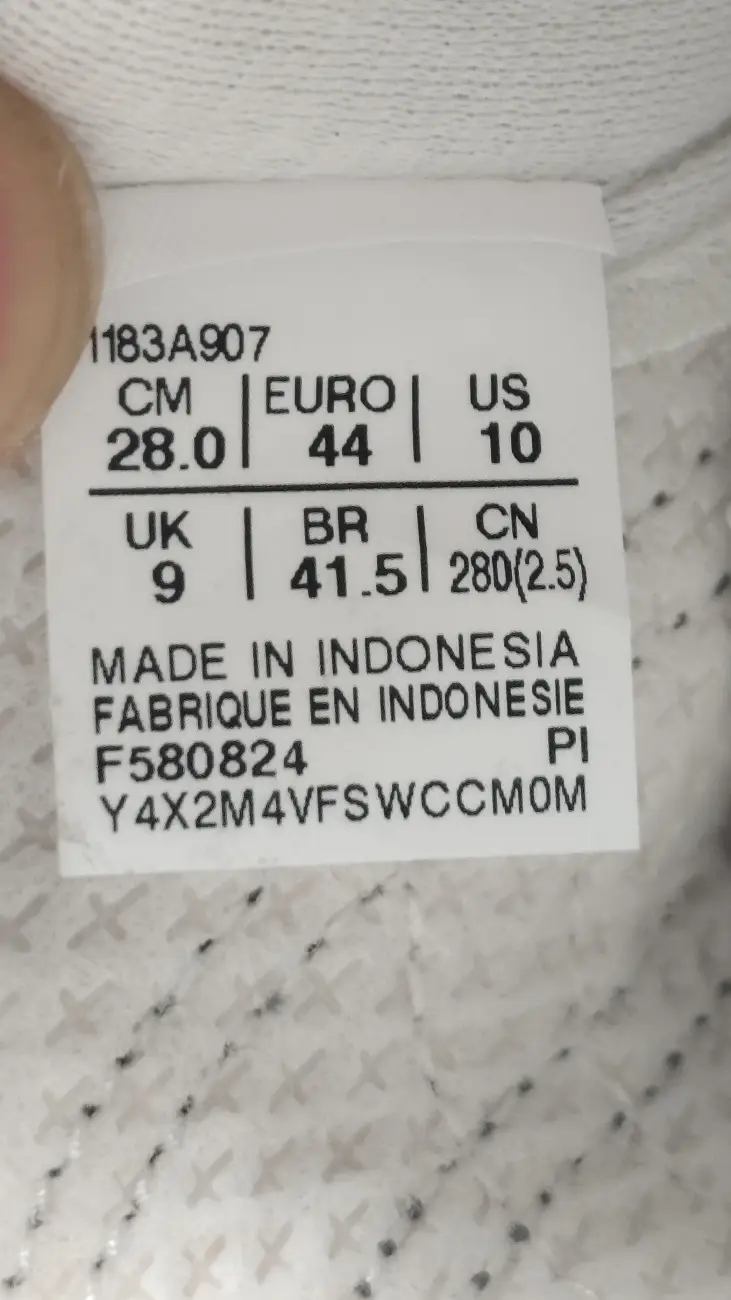 1183A907
CM | EURO | US
28.0 | 44 | 10
UK | BR | CN
9 | 41.5 | 280(2.5)
MADE IN INDONESIA
FABRIQUE EN INDONESIE
F580824 PI
Y4X2M4VFSWCCM0M